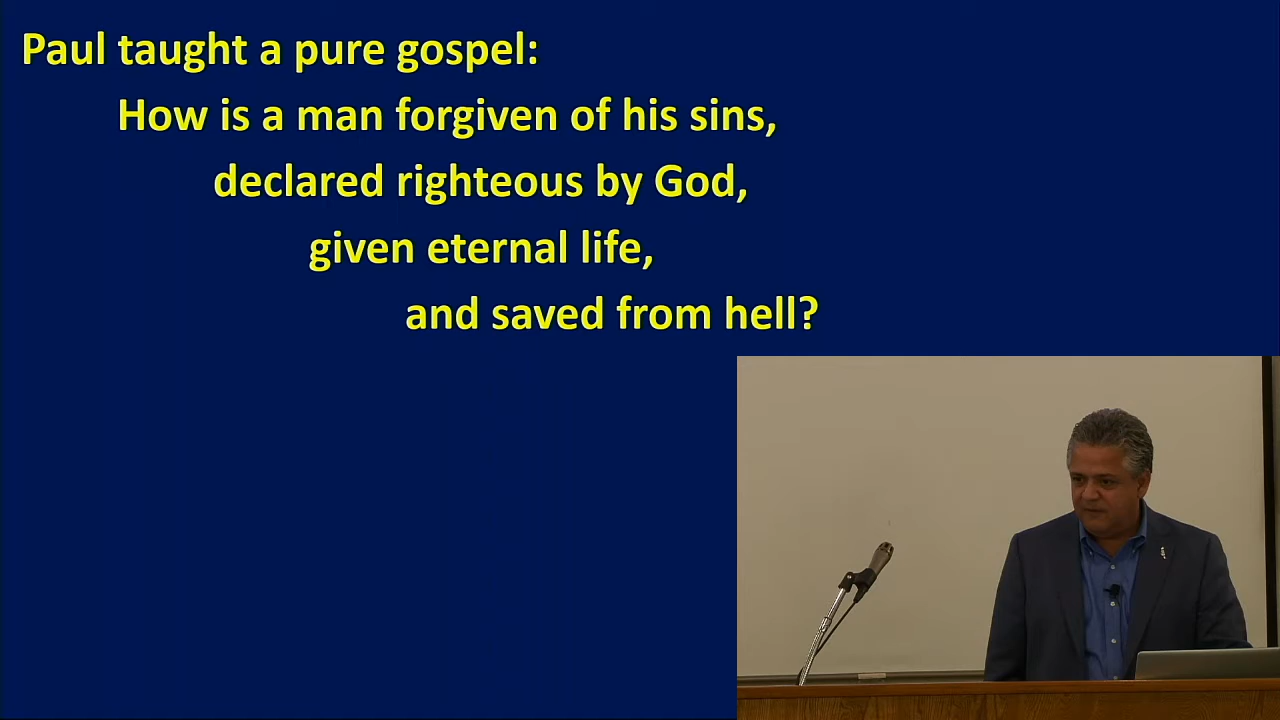 Paul taught a pure gospel:
How is a man forgiven of his sins,
declared righteous by God,
given eternal life,
and saved from hell?